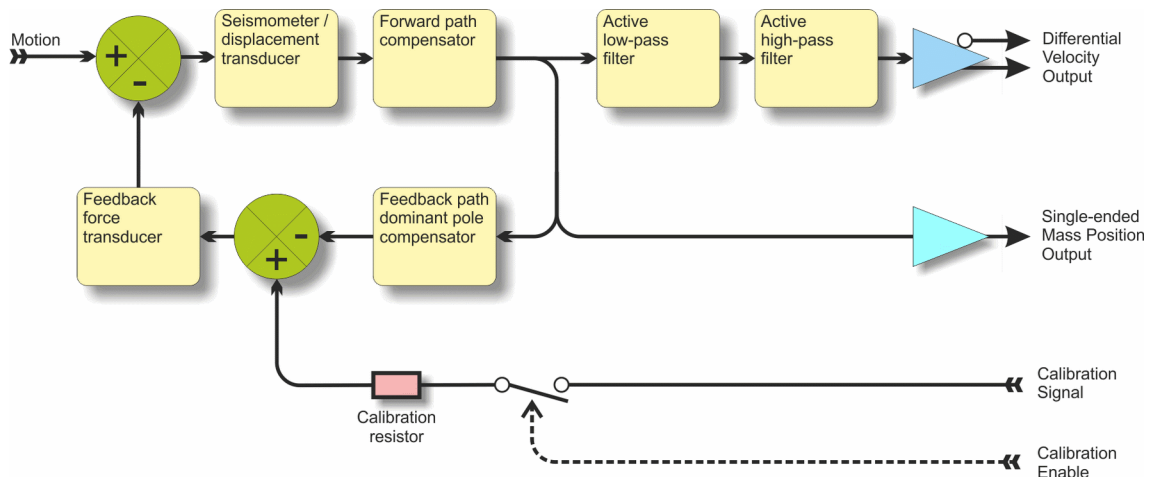 Motion
+
-
Seismometer /
displacement
transducer
Forward path
compensator
Active
low-pass
filter
Active
high-pass
filter
Differential
Velocity
Output
Feedback
force
transducer
-
+
Feedback path
dominant pole
compensator
Single-ended
Mass Position
Output
Calibration
resistor
Calibration
Signal
Calibration
Enable